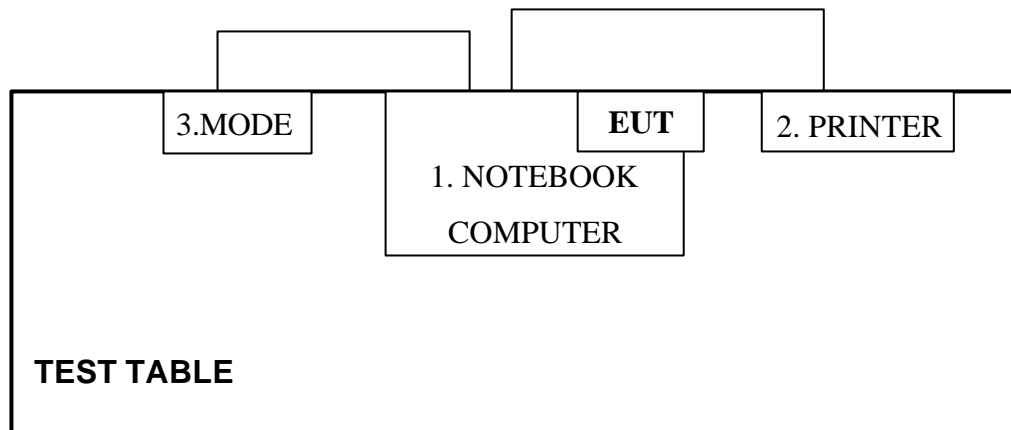 3.MODE
EUT
2. PRINTER
1. NOTEBOOK
COMPUTER
TEST TABLE